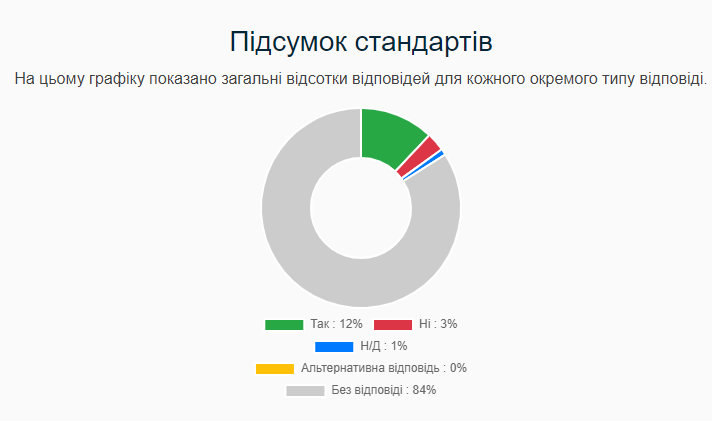 Підсумок стандартів
На цьому графіку показано загальні відсотки відповідей для кожного окремого типу відповіді.
Так : 12% Ні : 3%
Н/Д : 1%
Альтернативна відповідь : 0%
Без відповіді : 84%